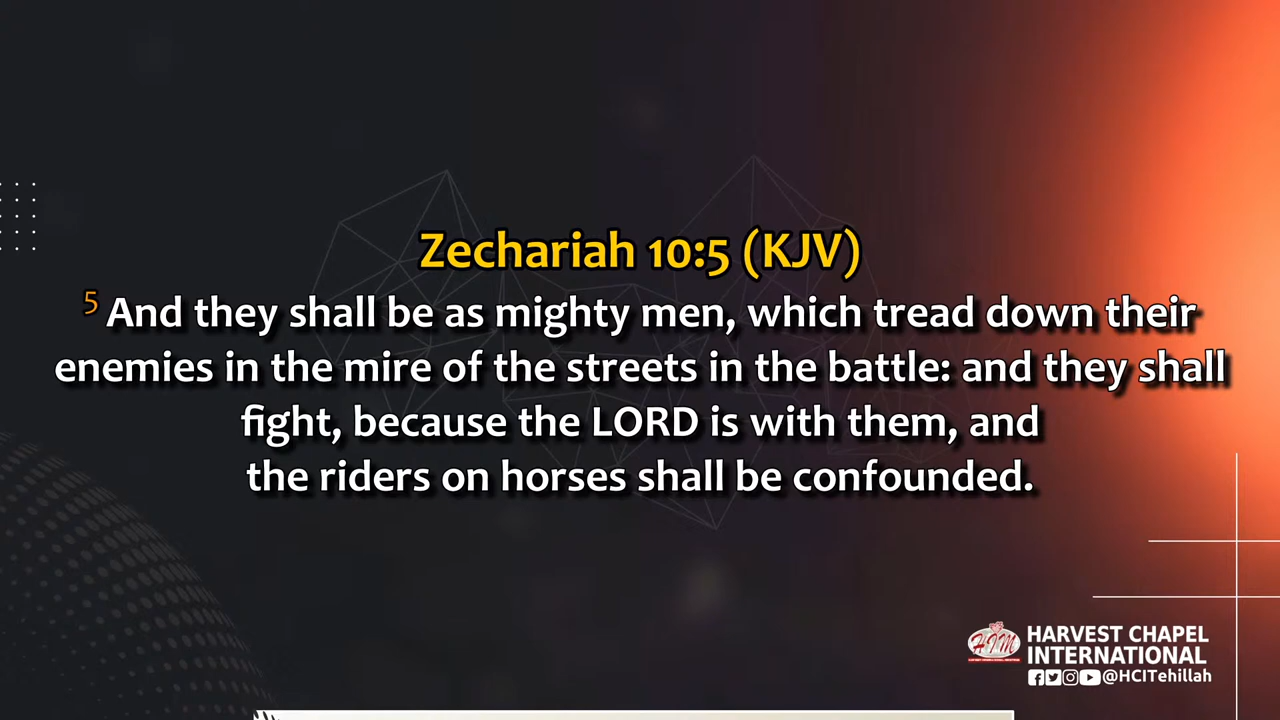 Zechariah 10:5 (KJV)
5 And they shall be as mighty men, which tread down their
enemies in the mire of the streets in the battle: and they shall
fight, because the LORD is with them, and
the riders on horses shall be confounded.
HIM
HARVEST CHAPEL
INTERNATIONAL
@HCITehillah